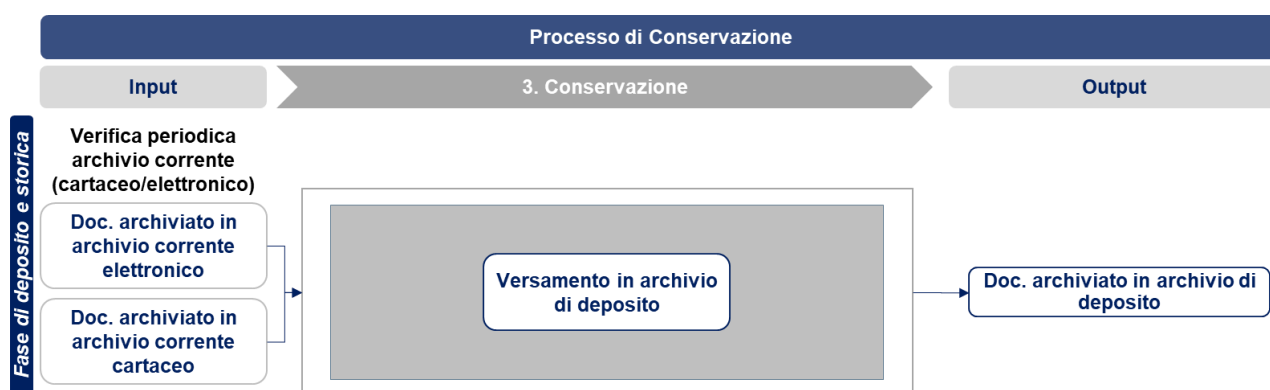 Processo di Conservazione
Input
3. Conservazione
Output
Fase di deposito e storica
Verifica periodica
archivio corrente
(cartaceo/elettronico)
Doc. archiviato in
archivio corrente
elettronico
Doc. archiviato in
archivio corrente
cartaceo
Versamento in archivio
di deposito
Doc. archiviato in archivio di
deposito